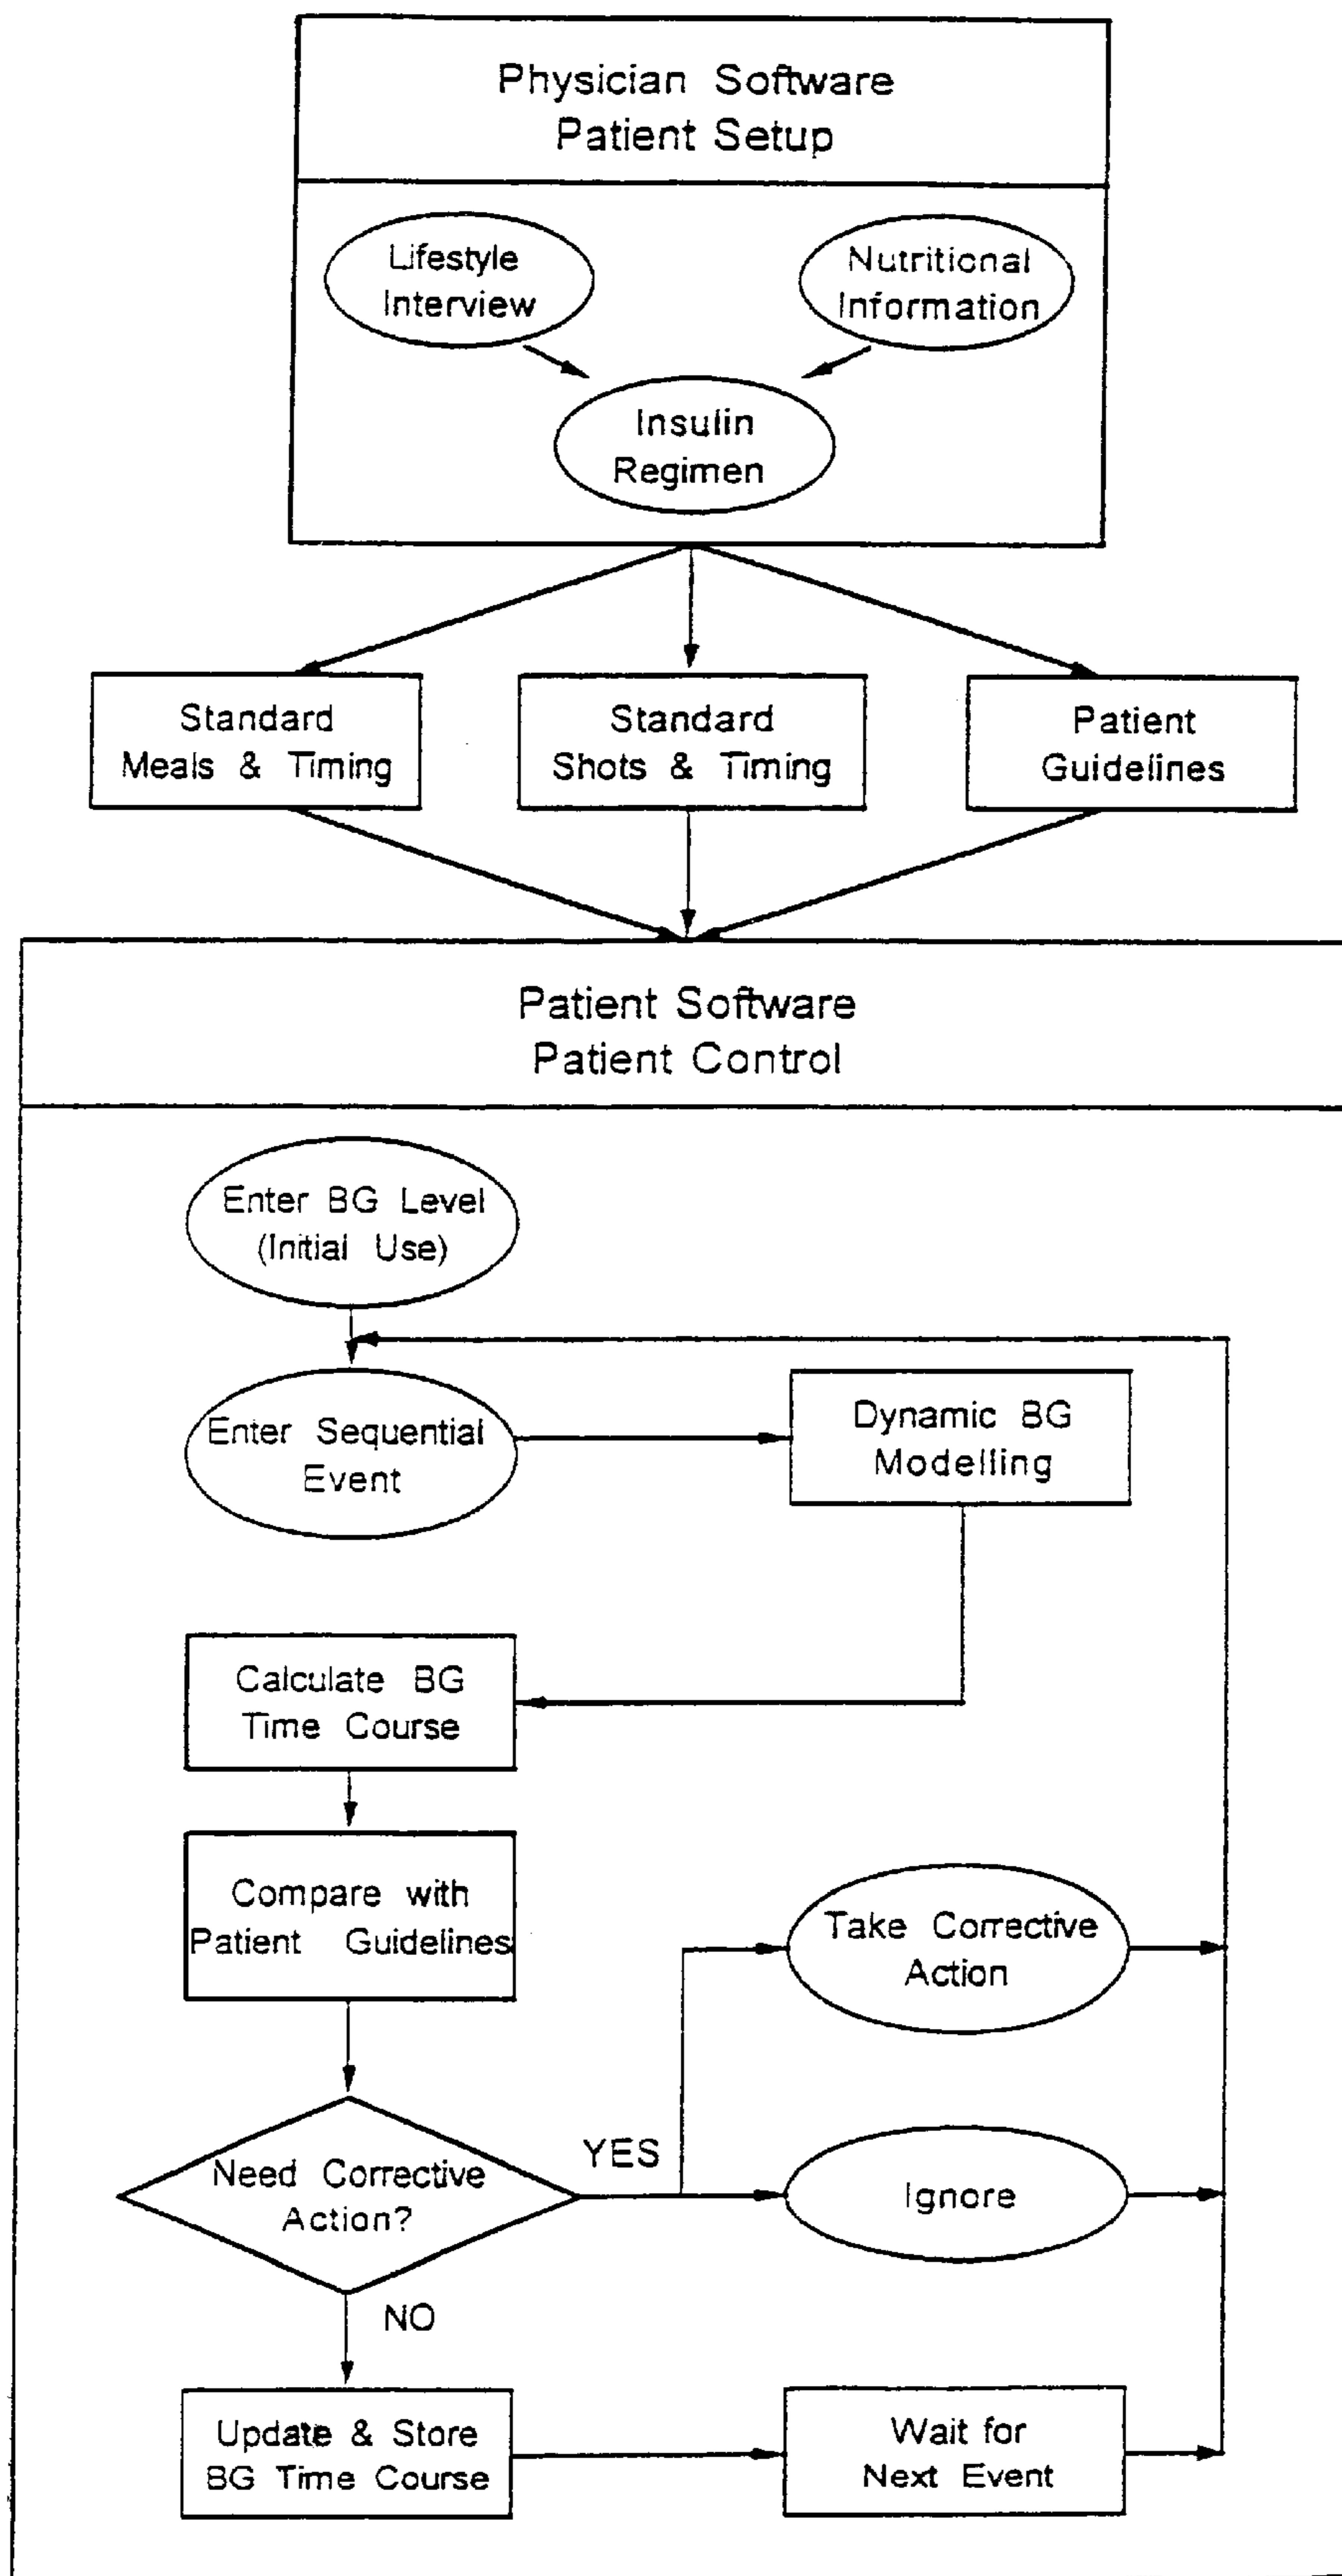 Physician Software
Patient Setup
Lifestyle
Interview
Nutritional
Information
Insulin
Regimen
Standard
Meals & Timing
Standard
Shots & Timing
Patient
Guidelines
Patient Software
Patient Control
Enter BG Level
(Initial Use)
Enter Sequential
Event
Dynamic BG
Modelling
Calculate BG
Time Course
Compare with
Patient Guidelines
Take Corrective
Action
Need Corrective
Action?
YES
Ignore
NO
Update & Store
BG Time Course
Wait for
Next Event